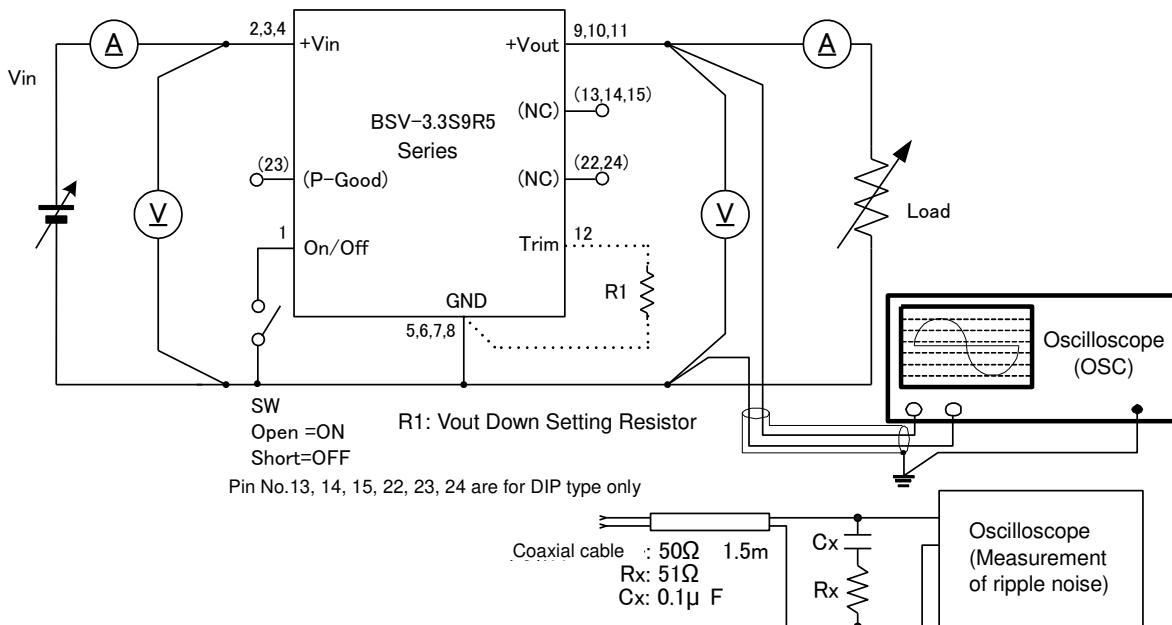 2,3,4
9,10,11
A
+Vin
+Vout
A
Vin
(13,14,15)
(NC)
BSV-3.3S9R5
Series
(23)
(P-Good)
(22,24)
(NC)
V
V
Load
1
On/Off
Trim
12
R1
GND
5,6,7,8
Oscilloscope
(OSC)
SW
Open =ON
Short=OFF
R1: Vout Down Setting Resistor
Pin No.13, 14, 15, 22, 23, 24 are for DIP type only
Coaxial cable : 50Ω 1.5m
Rx: 51Ω
Cx: 0.1μ F
Cx
Rx
Oscilloscope
(Measurement
of ripple noise)